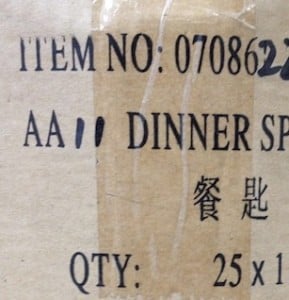 ITEM NO: 0708622
AA11 DINNER SP
餐匙
QTY: 25 x 1